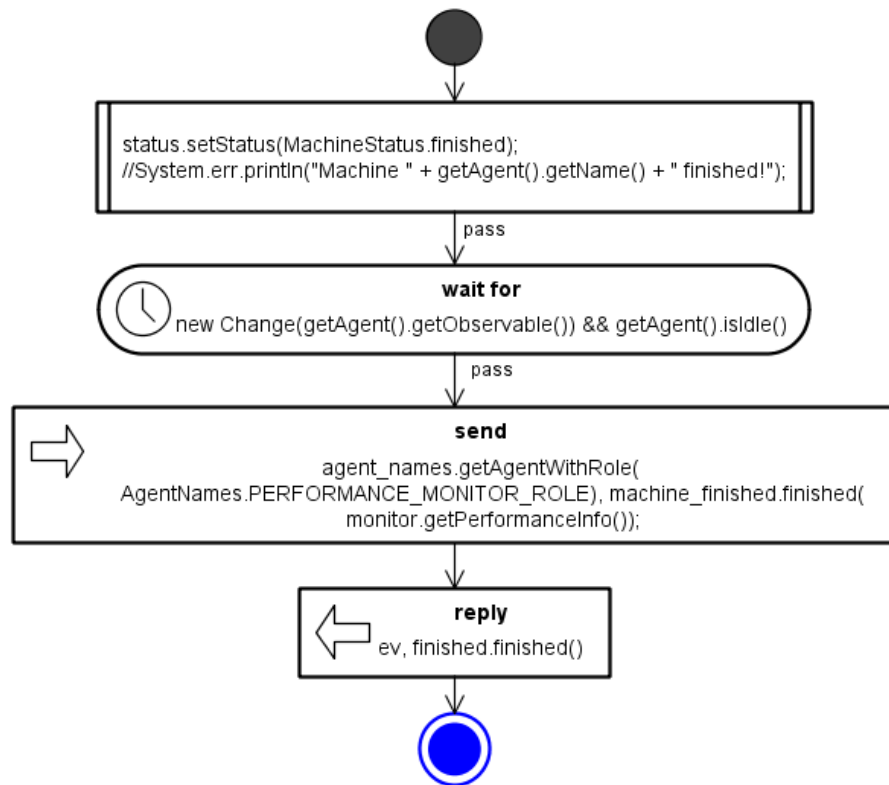 status.setStatus(MachineStatus.finished);
//System.err.println("Machine " + getAgent().getName() + " finished!");
pass
wait for
new Change(getAgent().getObservable()) && getAgent().isIdle()
pass
send
agent_names.getAgentWithRole(
AgentNames.PERFORMANCE_MONITOR_ROLE), machine_finished.finished(
monitor.getPerformanceInfo());
reply
ev, finished.finished()